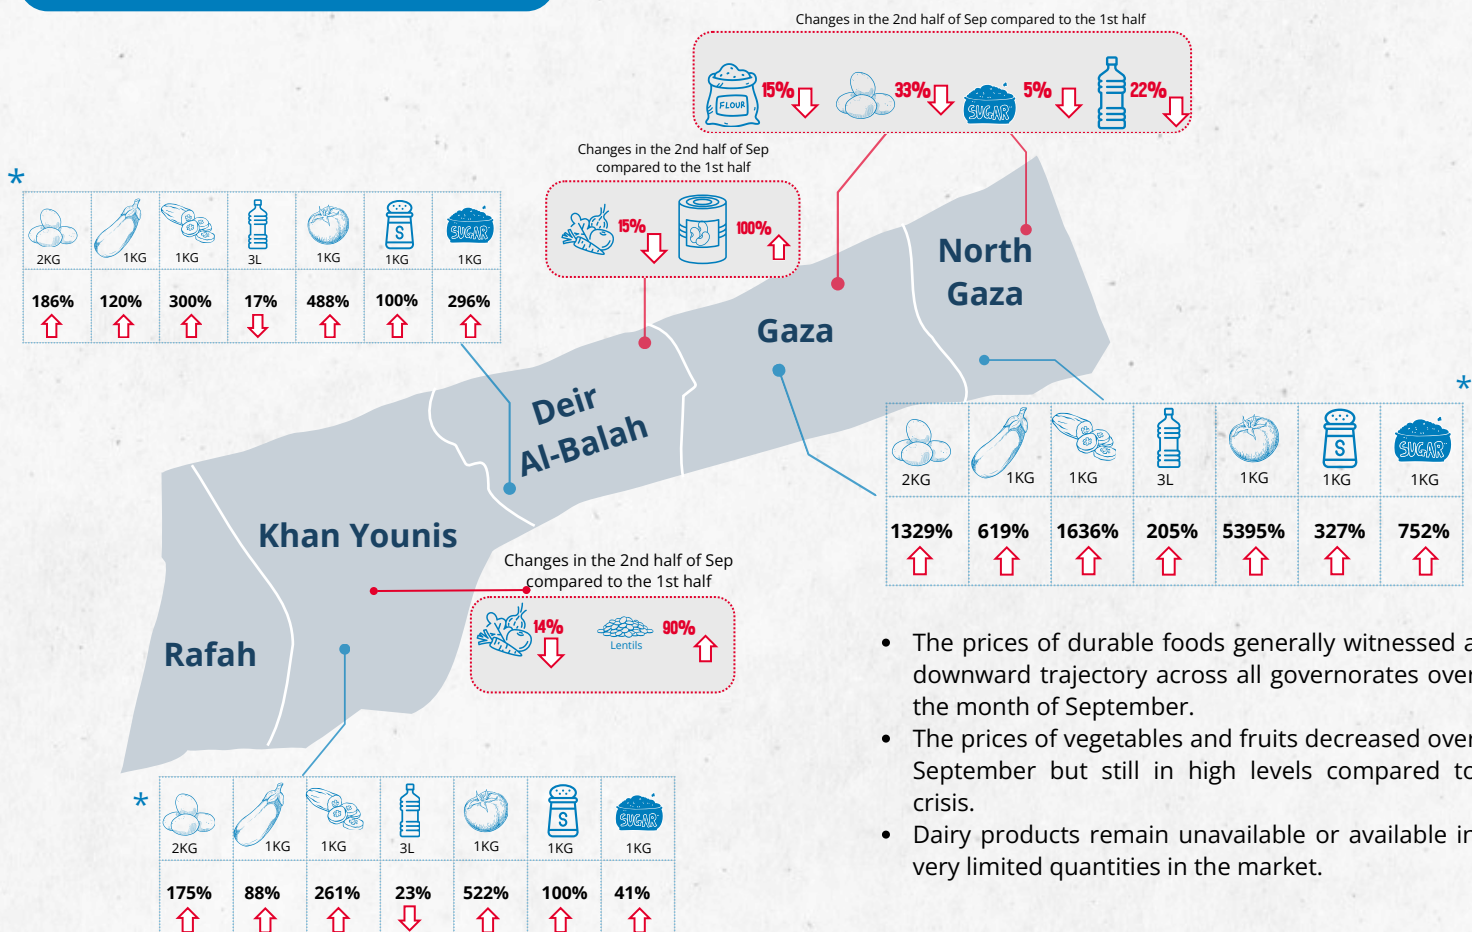 Changes in the 2nd half of Sep compared to the 1st half
FLOUR
15%
33%
SUGAR
5%
22%
Changes in the 2nd half of Sep
compared to the 1st half
15%
100%
*
S
SUGAR
2KG 1KG 1KG 3L 1KG 1KG 1KG
186% 120% 300% 17% 488% 100% 296%
North
Gaza
Gaza
Deir
Al-Balah
Khan Younis
Rafah
*
S
SUGAR
2KG 1KG 1KG 3L 1KG 1KG 1KG
1329% 619% 1636% 205% 5395% 327% 752%
Changes in the 2nd half of Sep
compared to the 1st half
14%
Lentils
90%
*
S
SUGAR
2KG 1KG 1KG 3L 1KG 1KG 1KG
175% 88% 261% 23% 522% 100% 41%
• The prices of durable foods generally witnessed a
downward trajectory across all governorates over
the month of September.
• The prices of vegetables and fruits decreased over
September but still in high levels compared to
crisis.
• Dairy products remain unavailable or available in
very limited quantities in the market.